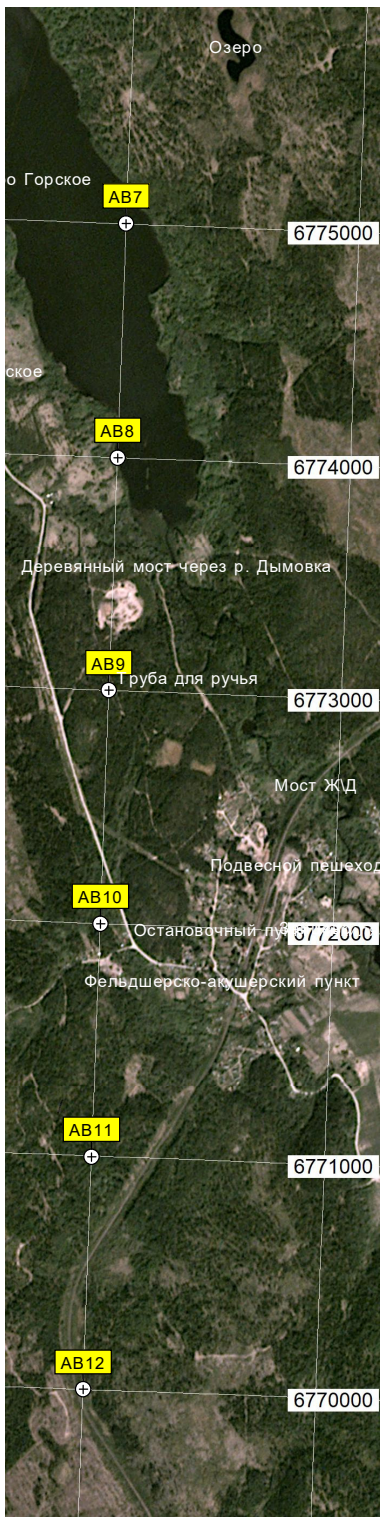 Озеро
о Горское
АВ7
6775000
ское
АВ8
6774000
Деревянный мост через р. Дымовка
АВ9
Труба для ручья
6773000
Мост Ж\Д
Подвесной пешеход
АВ10
Остановочный
6772000
Фельдшерско-акушерский пункт
АВ11
6771000
АВ12
6770000